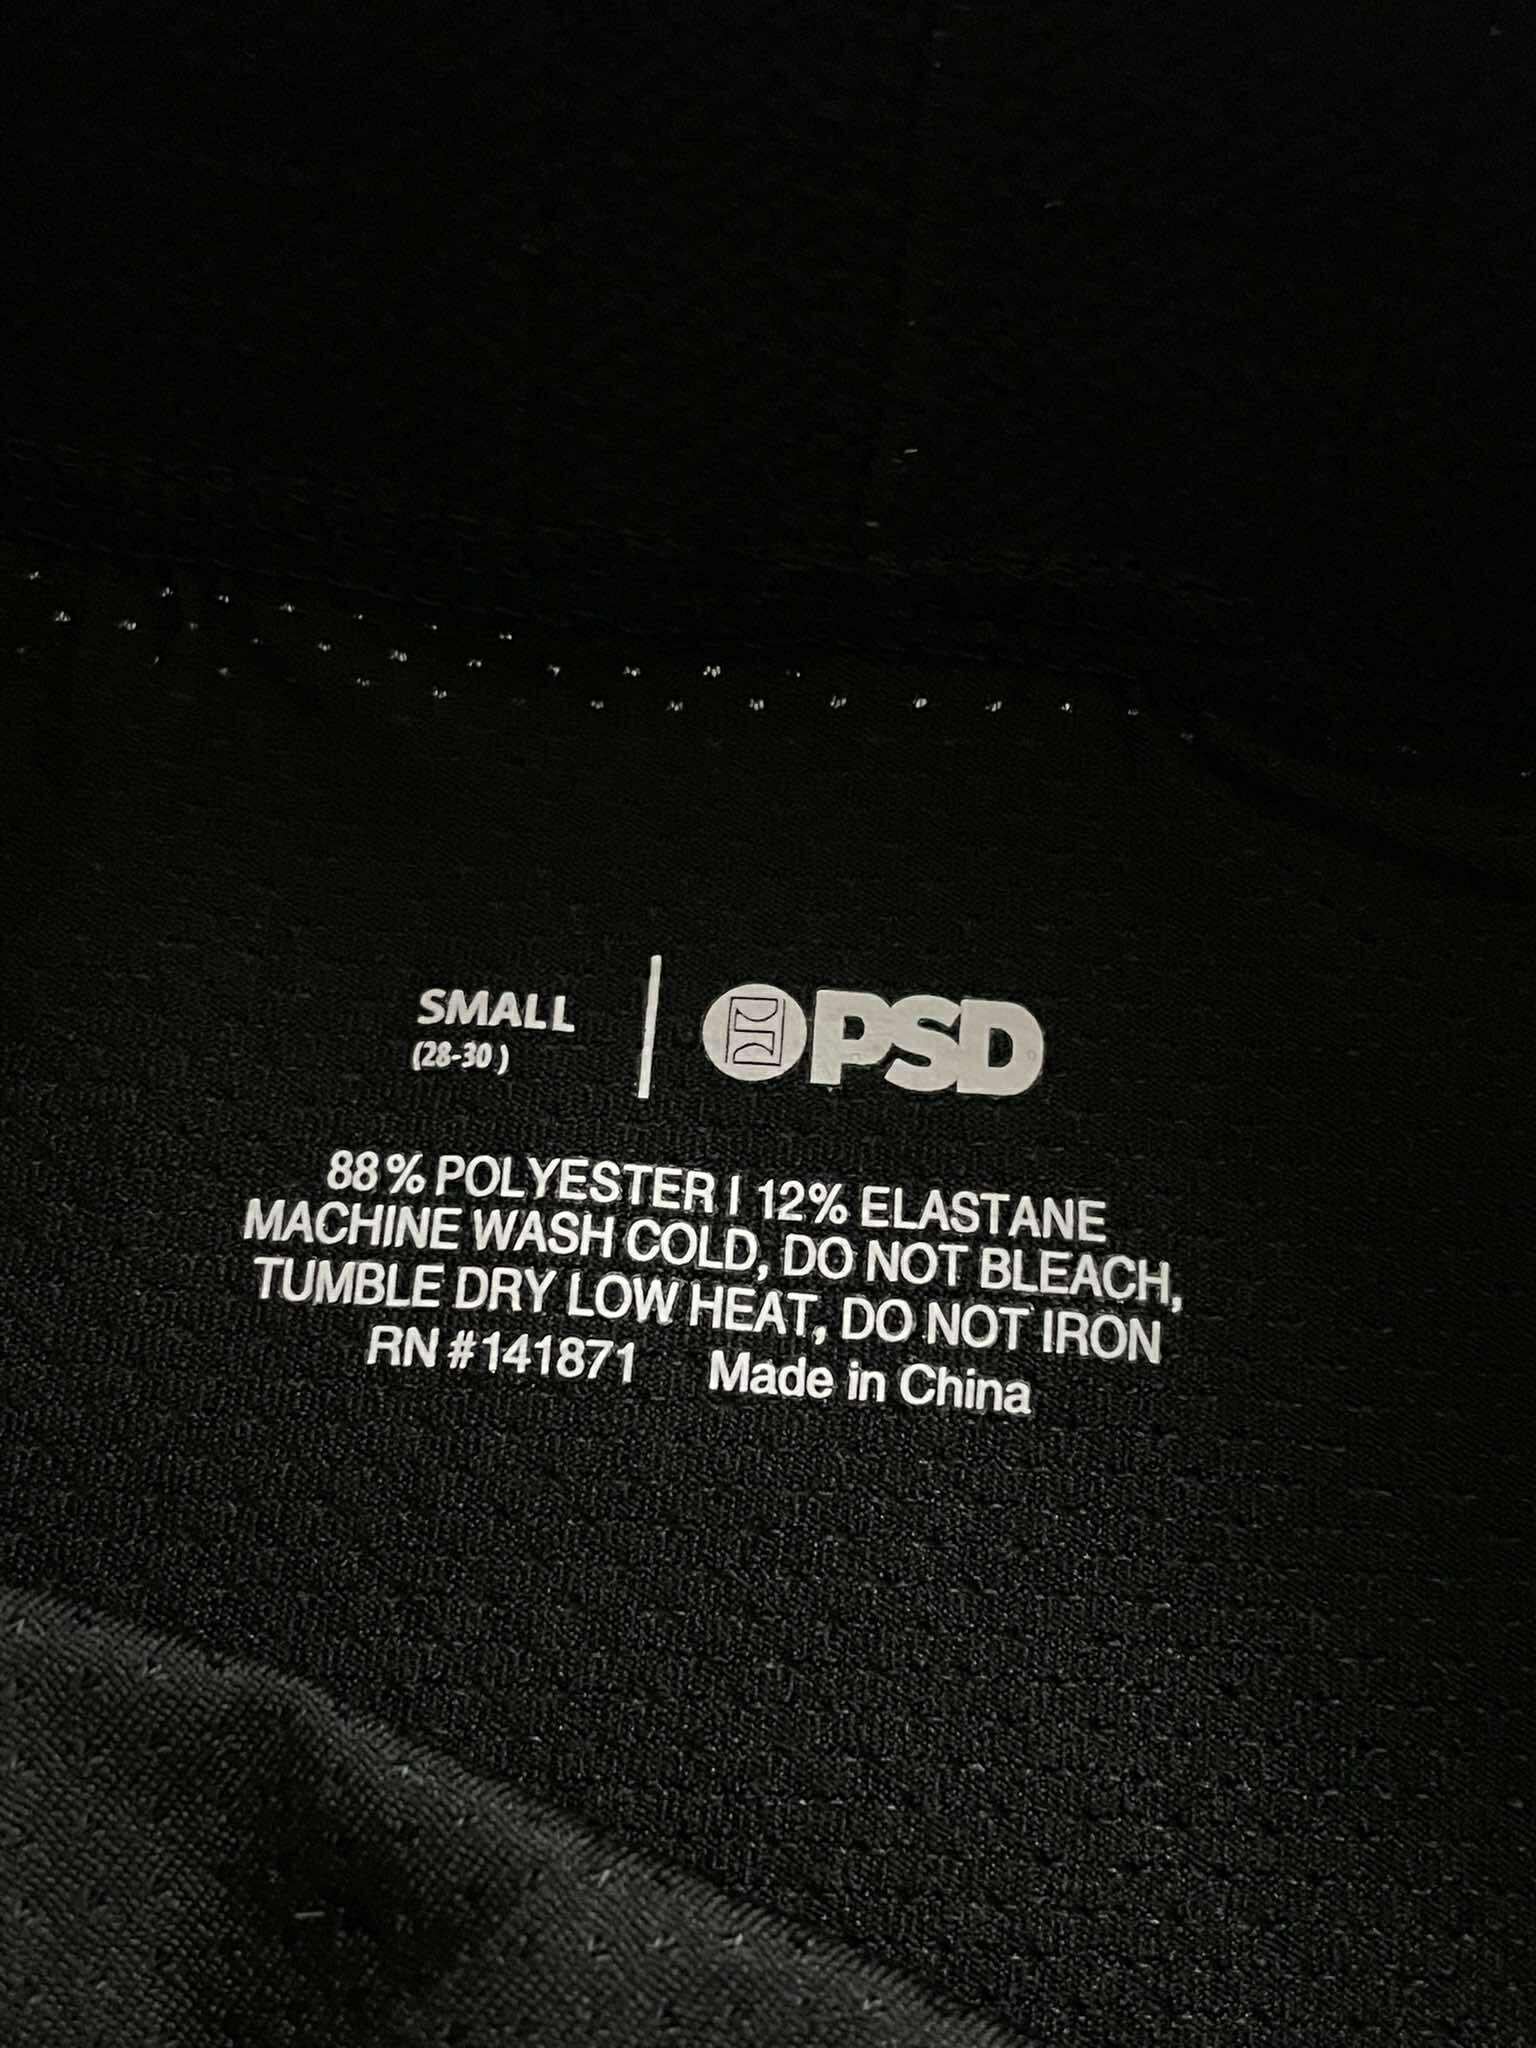 SMALL
(28-30)
PSD
88% POLYESTER | 12% ELASTANE
MACHINE WASH COLD, DO NOT BLEACH,
TUMBLE DRY LOW HEAT, DO NOT IRON
RN #141871 Made in China